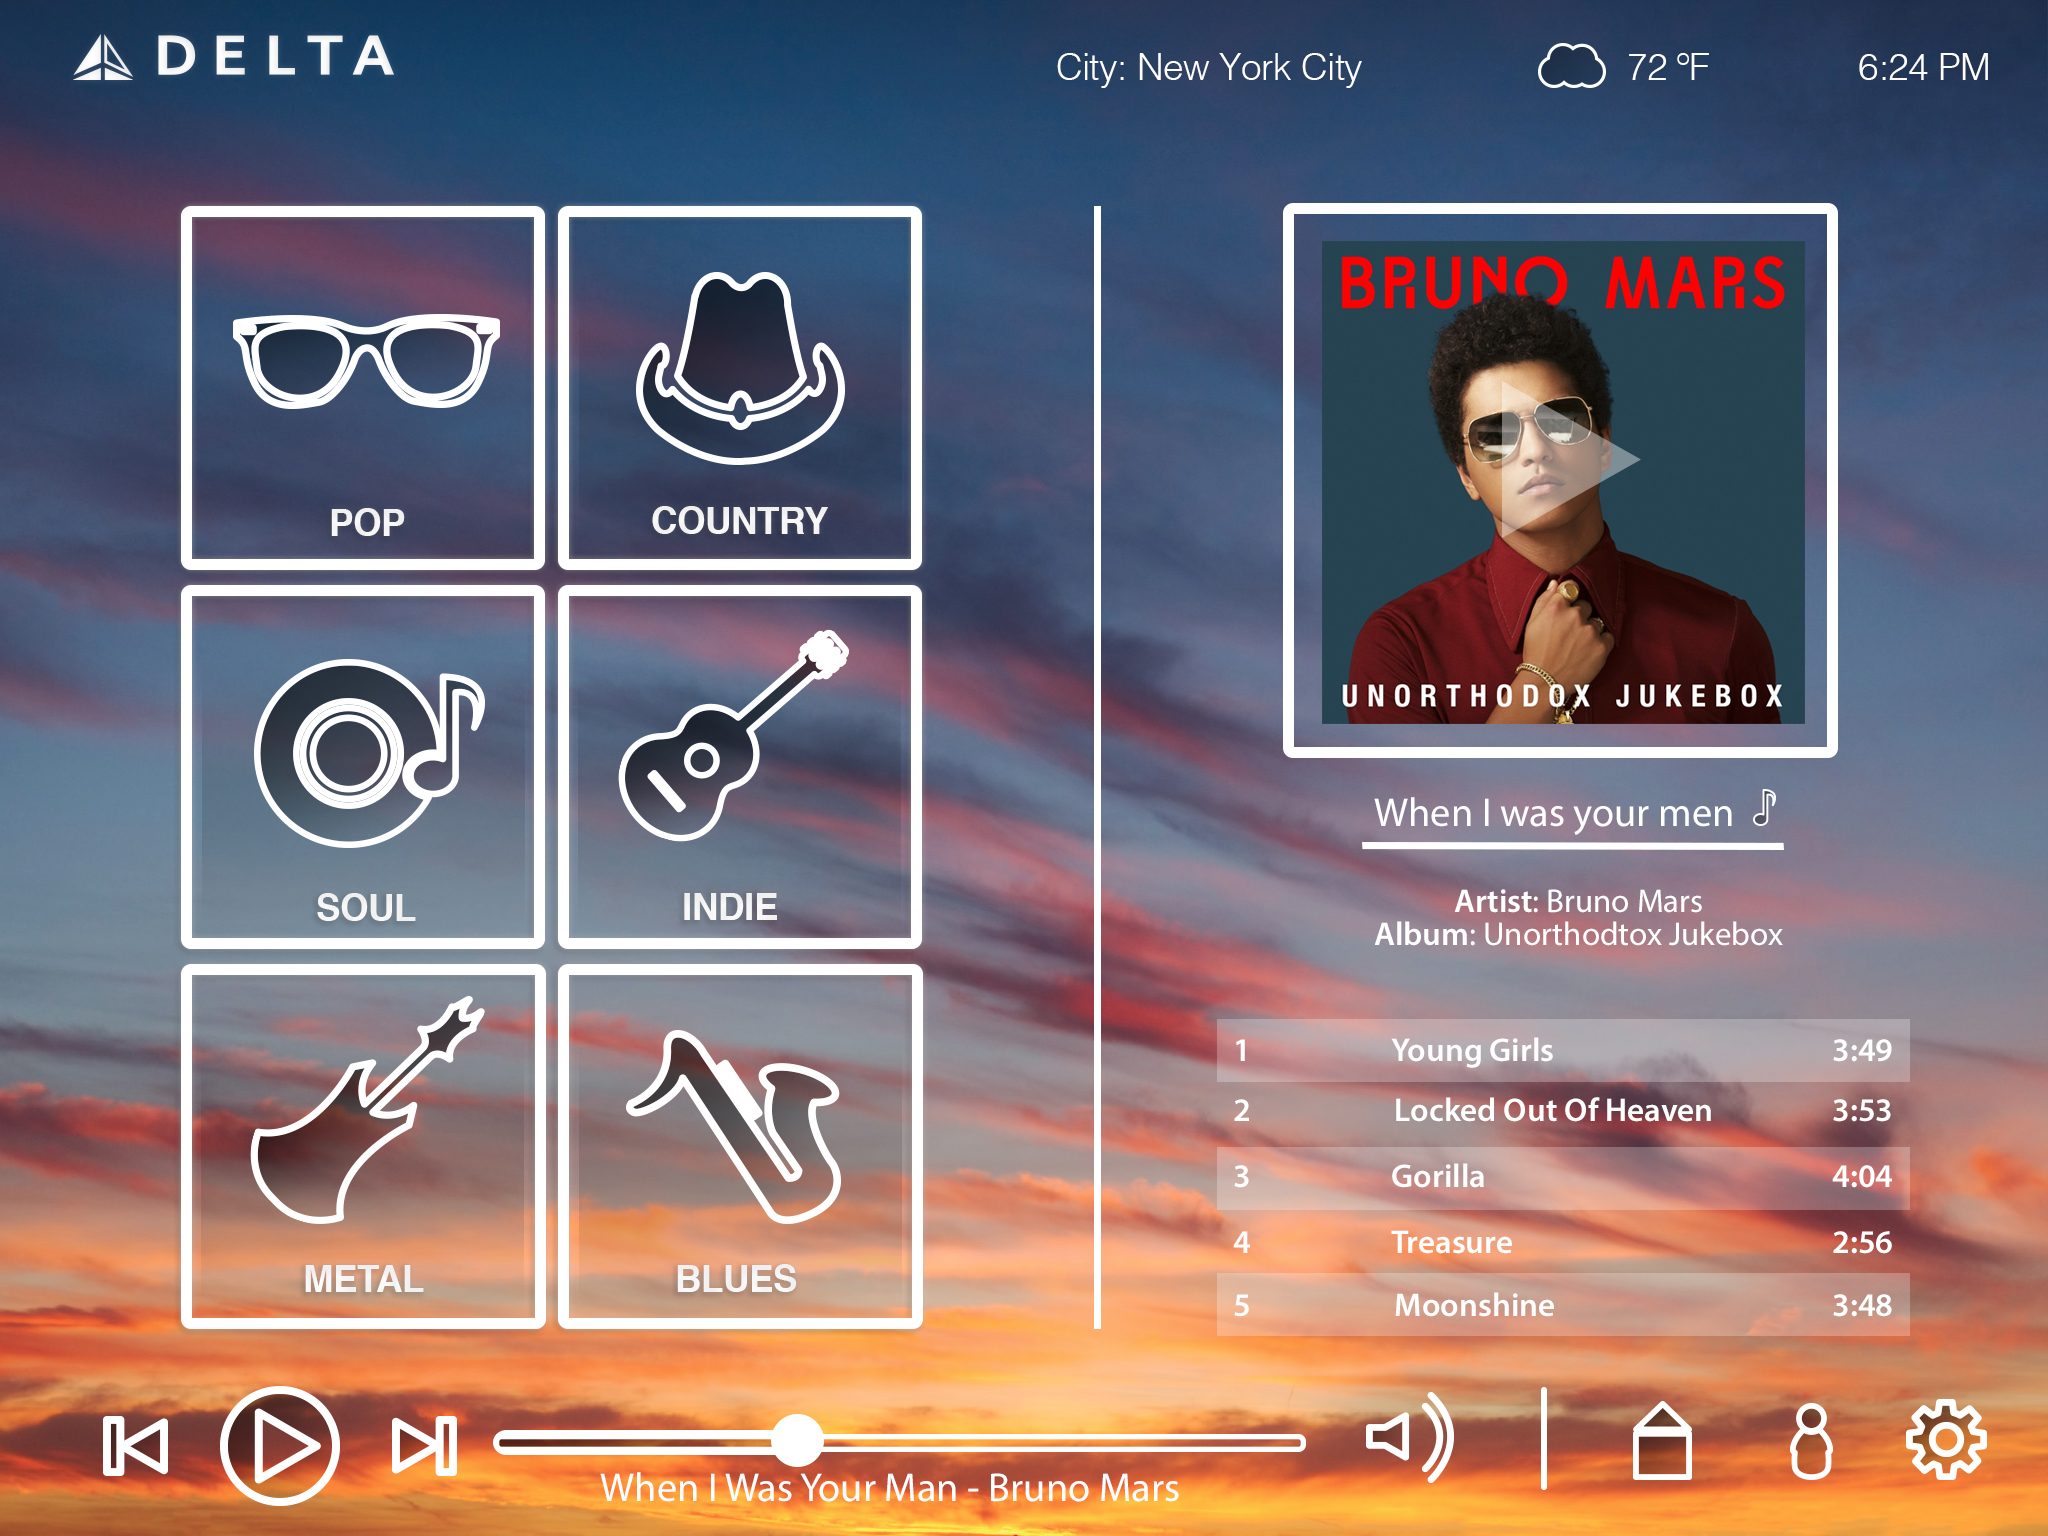 DELTA
City: New York City
72 °F
6:24 PM
POP
COUNTRY
SOUL
INDIE
METAL
BLUES
BRUNO MARS
UNORTHODOX JUKEBOX
When I was your men
Artist: Bruno Mars
Album: Unorthodtox Jukebox
1 Young Girls 3:49
2 Locked Out Of Heaven 3:53
3 Gorilla 4:04
4 Treasure 2:56
5 Moonshine 3:48
When I Was Your Man - Bruno Mars